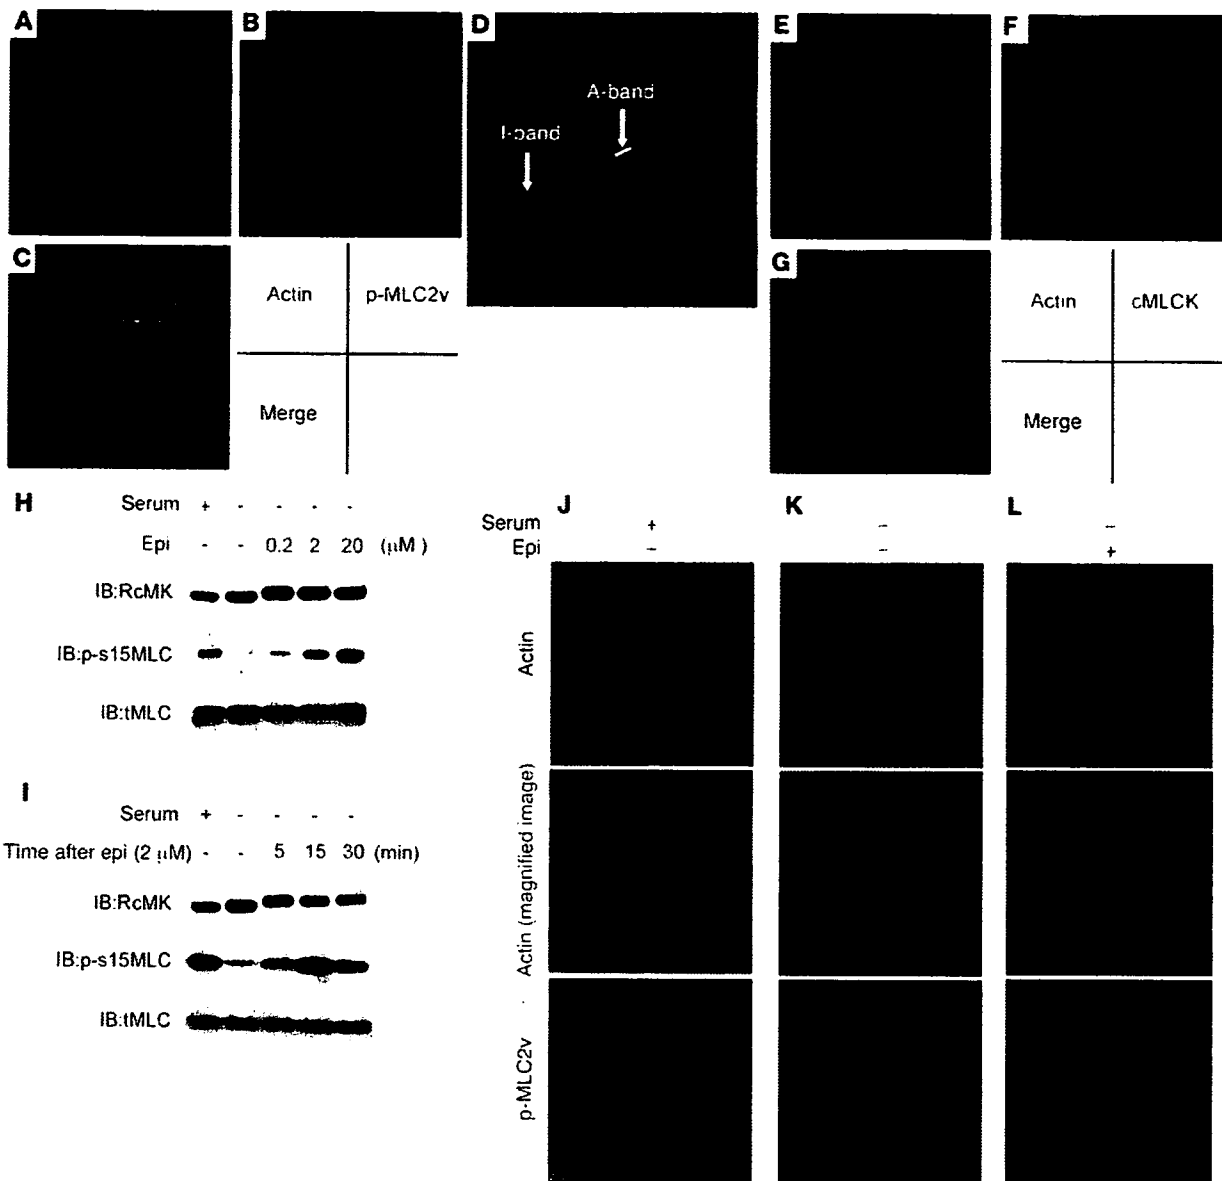 A
B
D
E
F
A-band
I-band
C
G
Actin
p-MLC2v
Merge
Actin
cMLCK
Merge
H
Serum + - - - -
Epi - - 0.2 2 20 (μM )
IB:RcMK
IB:p-s15MLC
IB:tMLC
I
Serum + - - - -
Time after epi (2 μM) - - 5 15 30 (min)
IB:RcMK
IB:p-s15MLC
IB:tMLC
J
K
L
Serum + − −
Epi − − +
Actin
Actin (magnified image)
p-MLC2v